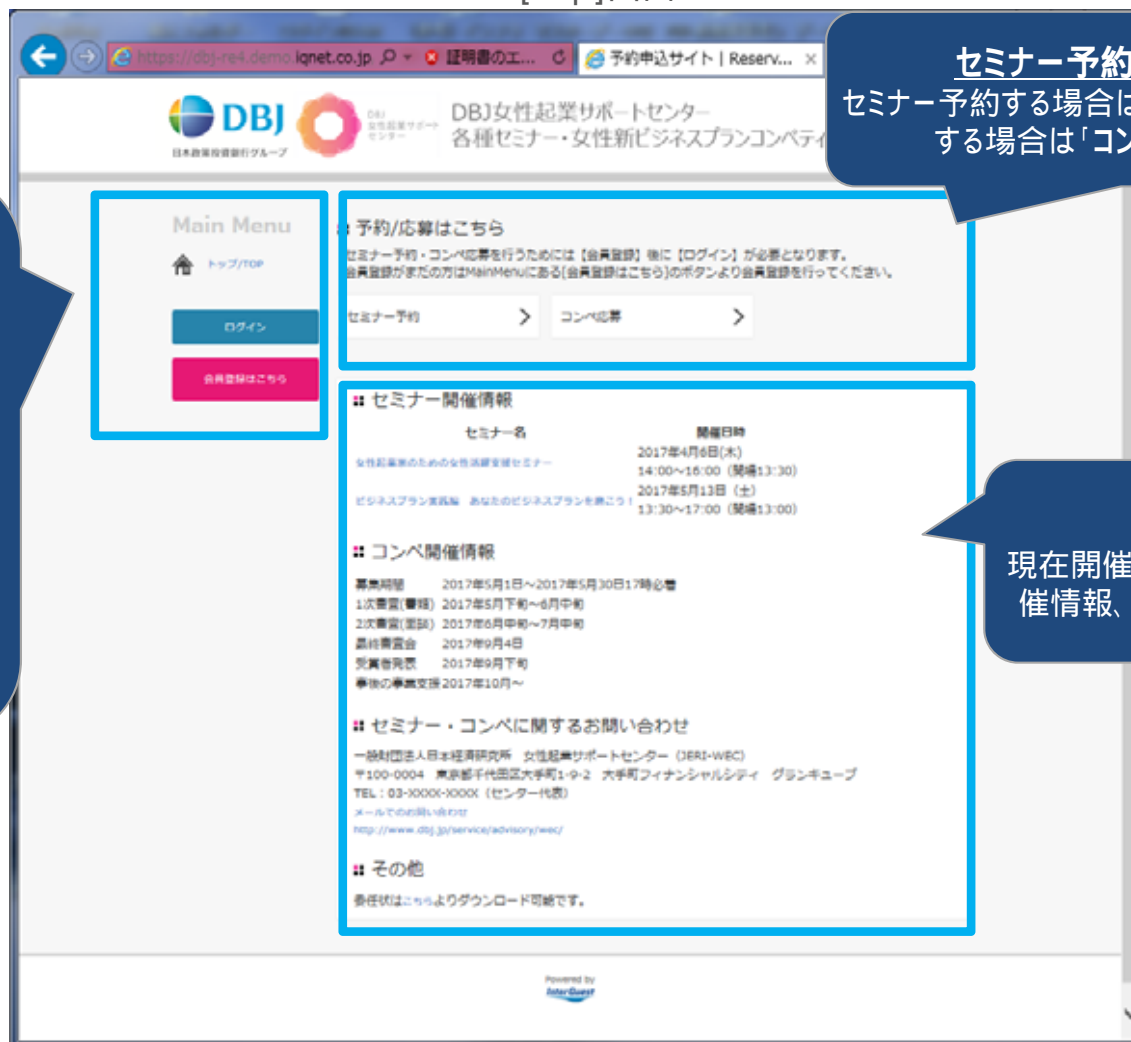 https://dbj-re4.demo.iqnet.co.jp
証明書のエ...
予約申込サイト | Reserv...
セミナー予約
セミナー予約する場合は
する場合は「コン
DBJ
日本政策投資銀行グループ
DBJ
女性起業サポート
センター
DBJ女性起業サポートセンター
各種セミナー・女性新ビジネスプランコンペティ
Main Menu
トップ/TOP
ログイン
会員登録はこちら
予約/応募はこちら
セミナー予約・コンペ応募を行うためには【会員登録】後に【ログイン】が必要となります。
会員登録がまだの方はMainMenuにある[会員登録はこちら]のボタンより会員登録を行ってください。
セミナー予約
コンペ応募
セミナー開催情報
セミナー名 開催日時
女性起業家のための女性活躍支援セミナー
2017年4月6日(木)
14:00~16:00（開場13:30）
ビジネスプラン実践編 あなたのビジネスプランを磨こう！
2017年5月13日（土）
13:30~17:00（開場13:00）
現在開催
催情報、
コンペ開催情報
募集期間 2017年5月1日~2017年5月30日17時必着
1次審査(書類) 2017年5月下旬~6月中旬
2次審査(面談) 2017年6月中旬~7月中旬
最終審査会 2017年9月4日
受賞者発表 2017年9月下旬
事後の事業支援 2017年10月~
セミナー・コンペに関するお問い合わせ
一般財団法人日本経済研究所 女性起業サポートセンター（JERI-WEC）
〒100-0004 東京都千代田区大手町1-9-2 大手町フィナンシャルシティ グランキューブ
TEL：03-XXXX-XXXX（センター代表）
メールでのお問い合わせ
http://www.dbj.jp/service/advisory/wec/
その他
委任状はこちらよりダウンロード可能です。
Powered by
InterQuest